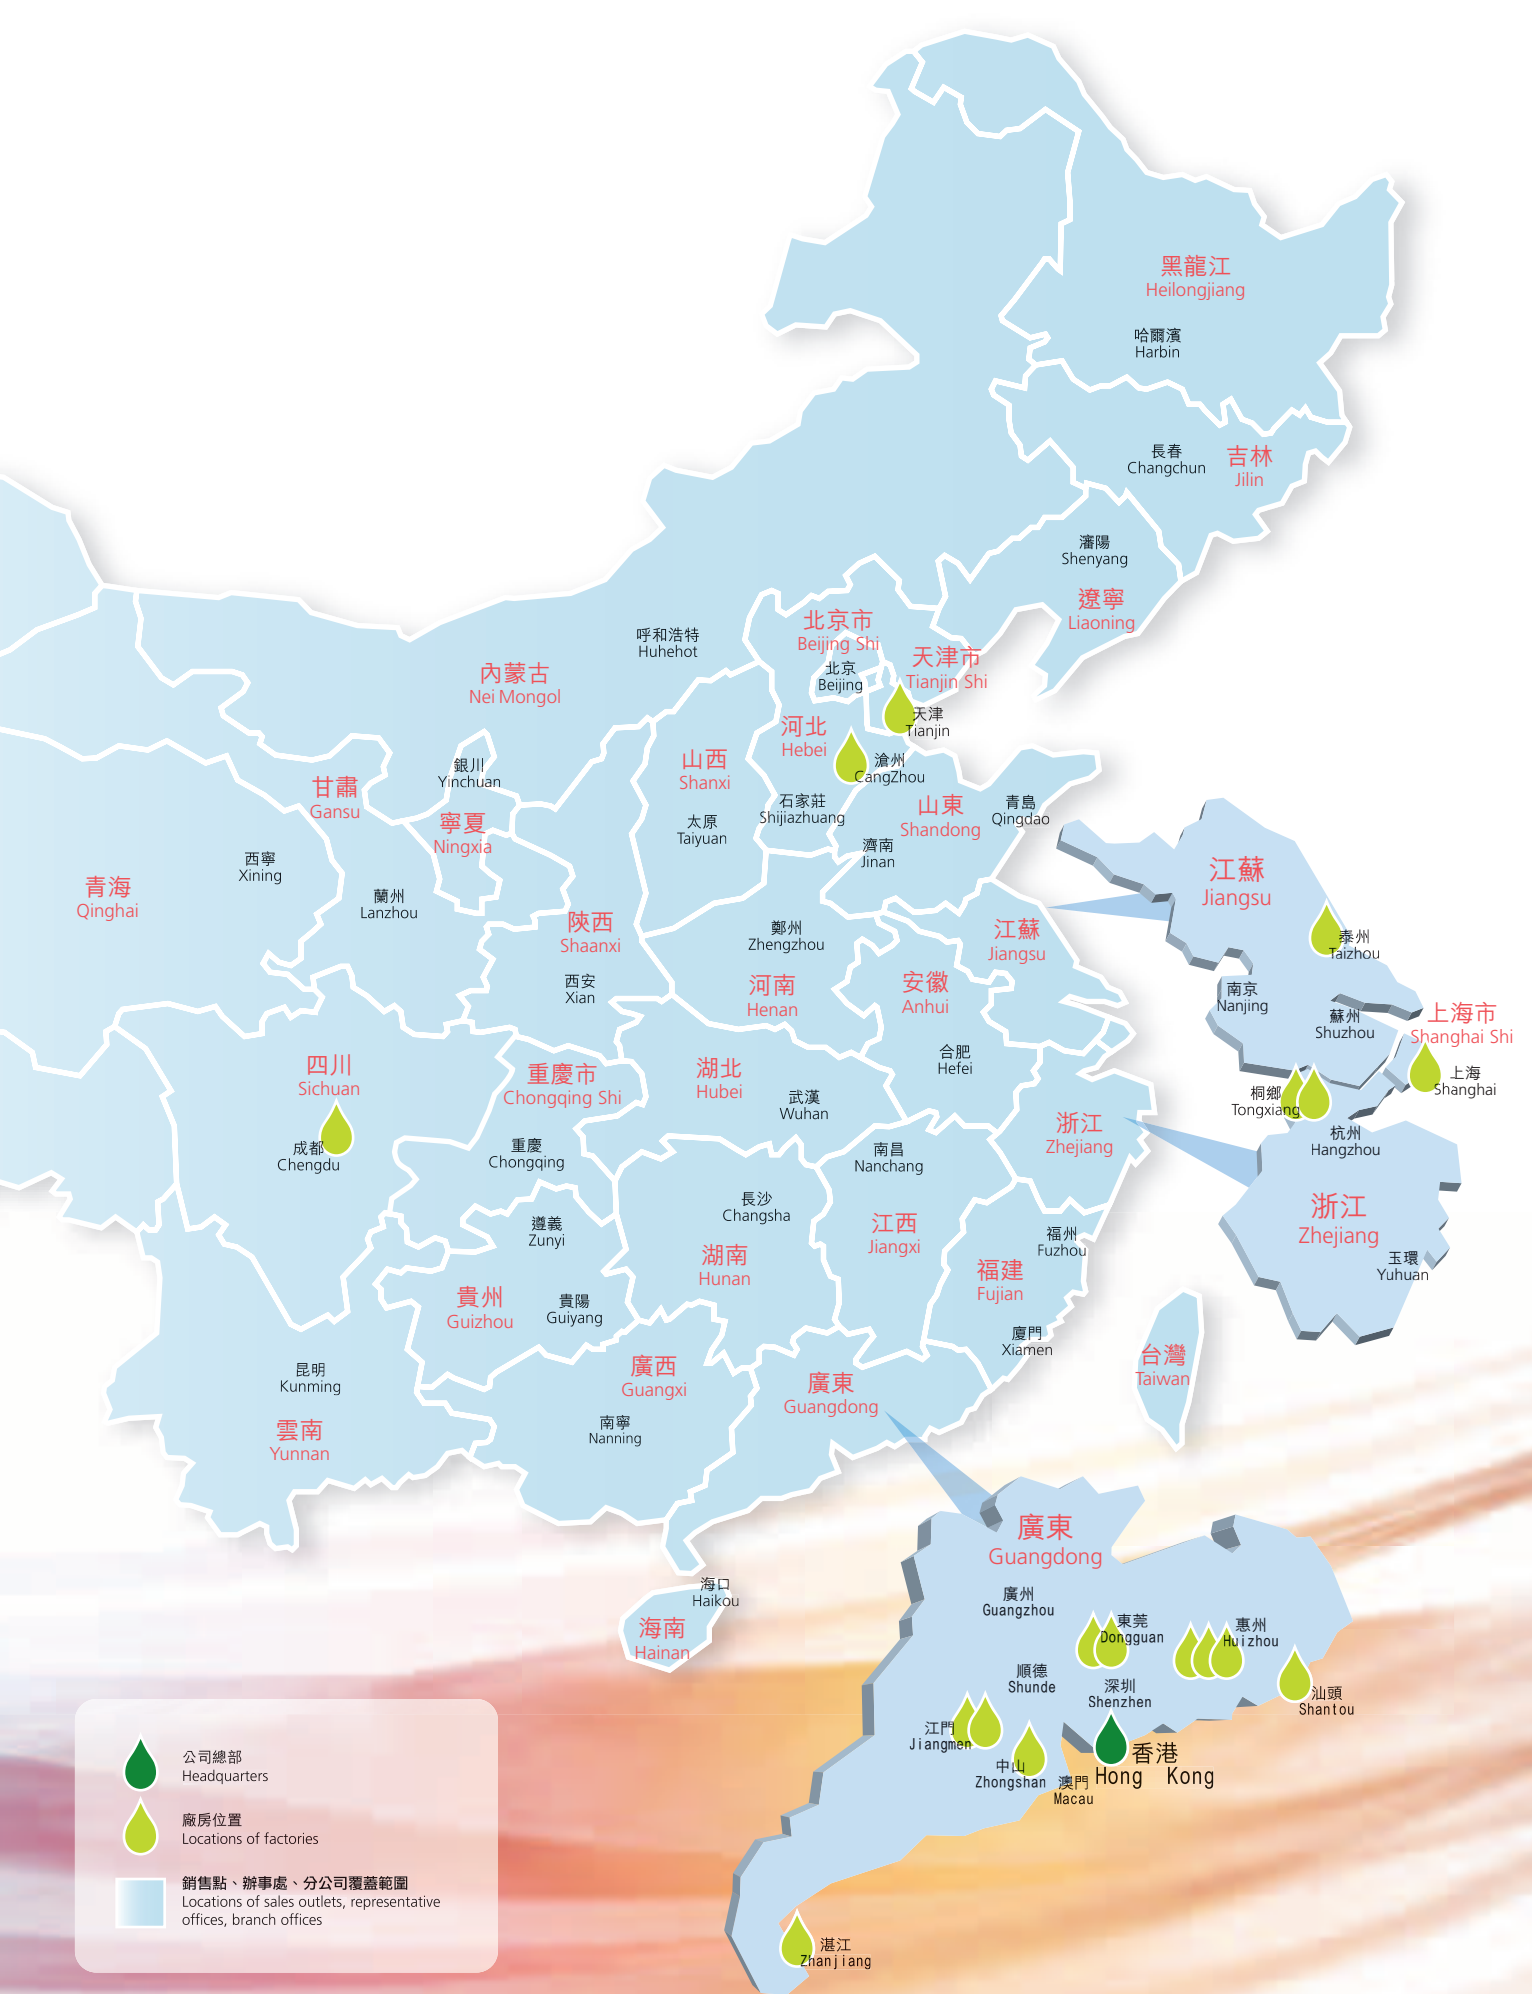 黑龍江
Heilongjiang
哈爾濱
Harbin
長春
Changchun
吉林
Jilin
瀋陽
Shenyang
遼寧
Liaoning
呼和浩特
Huhehot
內蒙古
Nei Mongol
北京市
Beijing Shi
北京
Beijing
天津市
Tianjin Shi
天津
Tianjin
河北
Hebei
滄州
CangZhou
石家莊
Shijiazhuang
山西
Shanxi
太原
Taiyuan
山東
Shandong
青島
Qingdao
濟南
Jinan
銀川
Yinchuan
寧夏
Ningxia
甘肅
Gansu
西寧
Xining
蘭州
Lanzhou
青海
Qinghai
陝西
Shaanxi
西安
Xian
鄭州
Zhengzhou
河南
Henan
江蘇
Jiangsu
安徽
Anhui
合肥
Hefei
江蘇
Jiangsu
泰州
Taizhou
南京
Nanjing
蘇州
Shuzhou
上海市
Shanghai Shi
上海
Shanghai
桐鄉
Tongxiang
杭州
Hangzhou
浙江
Zhejiang
玉環
Yuhuan
四川
Sichuan
成都
Chengdu
重慶市
Chongqing Shi
重慶
Chongqing
湖北
Hubei
武漢
Wuhan
浙江
Zhejiang
南昌
Nanchang
江西
Jiangxi
長沙
Changsha
湖南
Hunan
遵義
Zunyi
貴州
Guizhou
貴陽
Guiyang
福州
Fuzhou
福建
Fujian
廈門
Xiamen
台灣
Taiwan
昆明
Kunming
雲南
Yunnan
廣西
Guangxi
南寧
Nanning
廣東
Guangdong
海口
Haikou
海南
Hainan
廣東
Guangdong
廣州
Guangzhou
東莞
Dongguan
惠州
Huizhou
順德
Shunde
深圳
Shenzhen
汕頭
Shantou
江門
Jiangmen
中山
Zhongshan
澳門
Macau
香港
Hong Kong
湛江
Zhanjiang
公司總部
Headquarters
廠房位置
Locations of factories
銷售點、辦事處、分公司覆蓋範圍
Locations of sales outlets, representative
offices, branch offices